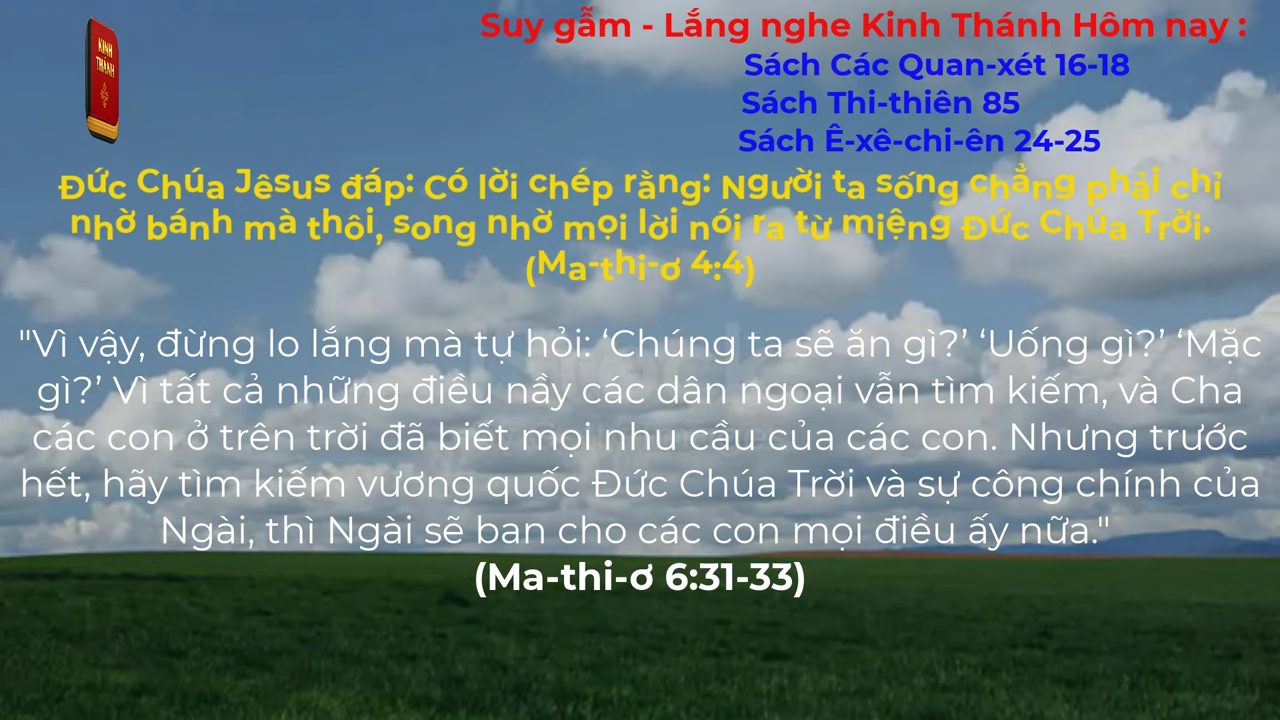 KINH
THÁNH
Suy gẫm - Lắng nghe Kinh Thánh Hôm nay :
Sách Các Quan-xét 16-18
Sách Thi-thiên 85
Sách Ê-xê-chi-ên 24-25
Đức Chúa Jêsus đáp: Có lời chép rằng: Người ta sống chẳng phải chỉ
nhờ bánh mà thôi, song nhờ mọi lời nói ra từ miệng Đức Chúa Trời.
(Ma-thi-ơ 4:4)
"Vì vậy, đừng lo lắng mà tự hỏi: ‘Chúng ta sẽ ăn gì?’ ‘Uống gì?’ ‘Mặc
gì?’ Vì tất cả những điều nầy các dân ngoại vẫn tìm kiếm, và Cha
các con ở trên trời đã biết mọi nhu cầu của các con. Nhưng trước
hết, hãy tìm kiếm vương quốc Đức Chúa Trời và sự công chính của
Ngài, thì Ngài sẽ ban cho các con mọi điều ấy nữa."
(Ma-thi-ơ 6:31-33)